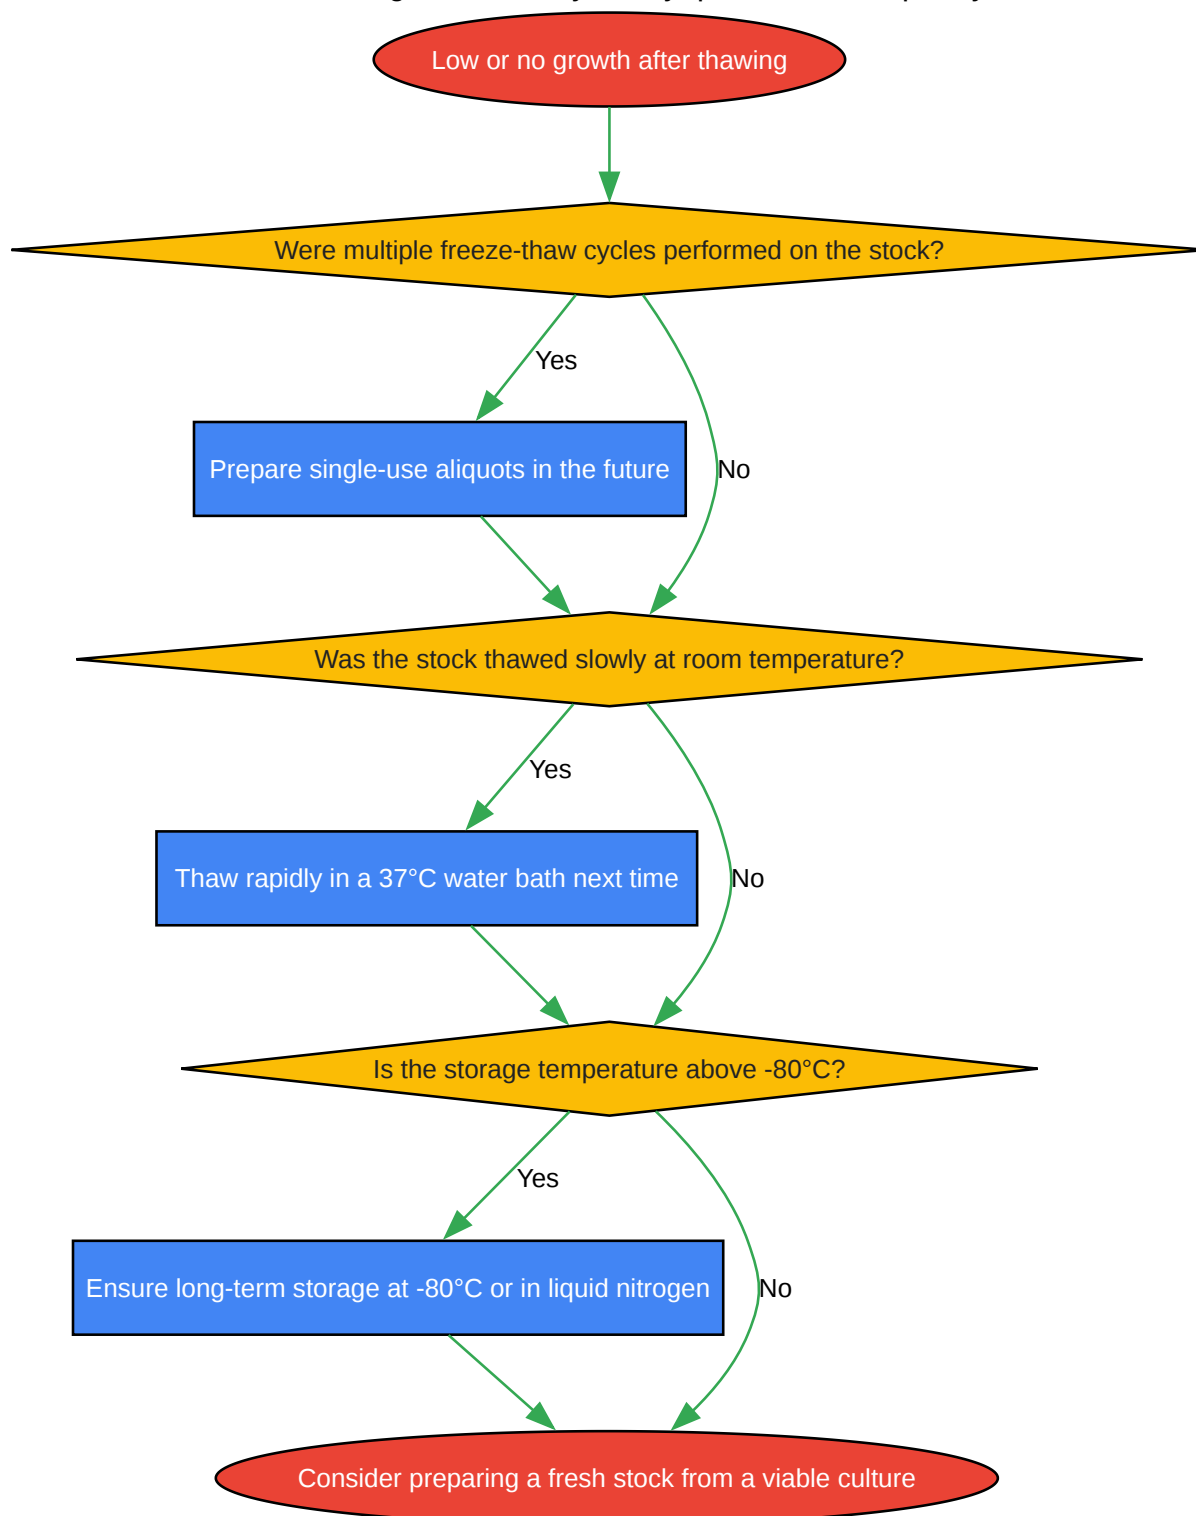 Low or no growth after thawing
Were multiple freeze-thaw cycles performed on the stock?
Yes
Prepare single-use aliquots in the future
No
Was the stock thawed slowly at room temperature?
Yes
Thaw rapidly in a 37°C water bath next time
No
Is the storage temperature above -80°C?
Yes
Ensure long-term storage at -80°C or in liquid nitrogen
No
Consider preparing a fresh stock from a viable culture